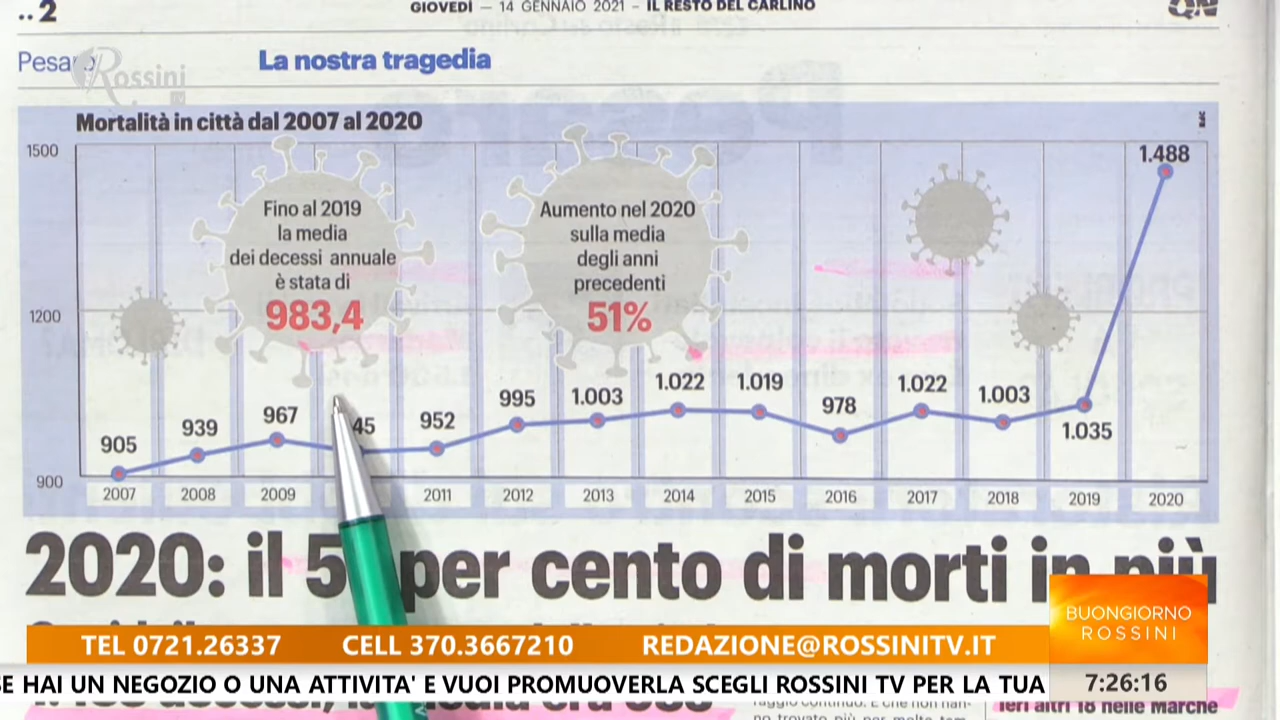 ..2
GIOVEDÌ – 14 GENNAIO 2021 – IL RESTO DEL CARLINO
QN
Pesaro
Rossini
TV
La nostra tragedia
Mortalità in città dal 2007 al 2020
1500
1200
900
Fino al 2019
la media
dei decessi annuale
è stata di
983,4
Aumento nel 2020
sulla media
degli anni
precedenti
51%
905
939
967
45
952
995
1.003
1.022
1.019
978
1.022
1.003
1.035
1.488
2007 2008 2009 2011 2012 2013 2014 2015 2016 2017 2018 2019 2020
2020: il 5 per cento di morti in più
TEL 0721.26337 CELL 370.3667210 REDAZIONE@ROSSINITV.IT
BUONGIORNO
ROSSINI
SE HAI UN NEGOZIO O UNA ATTIVITA' E VUOI PROMUOVERLA SCEGLI ROSSINI TV PER LA TUA
7:26:16
Ieri altri 18 nelle Marche